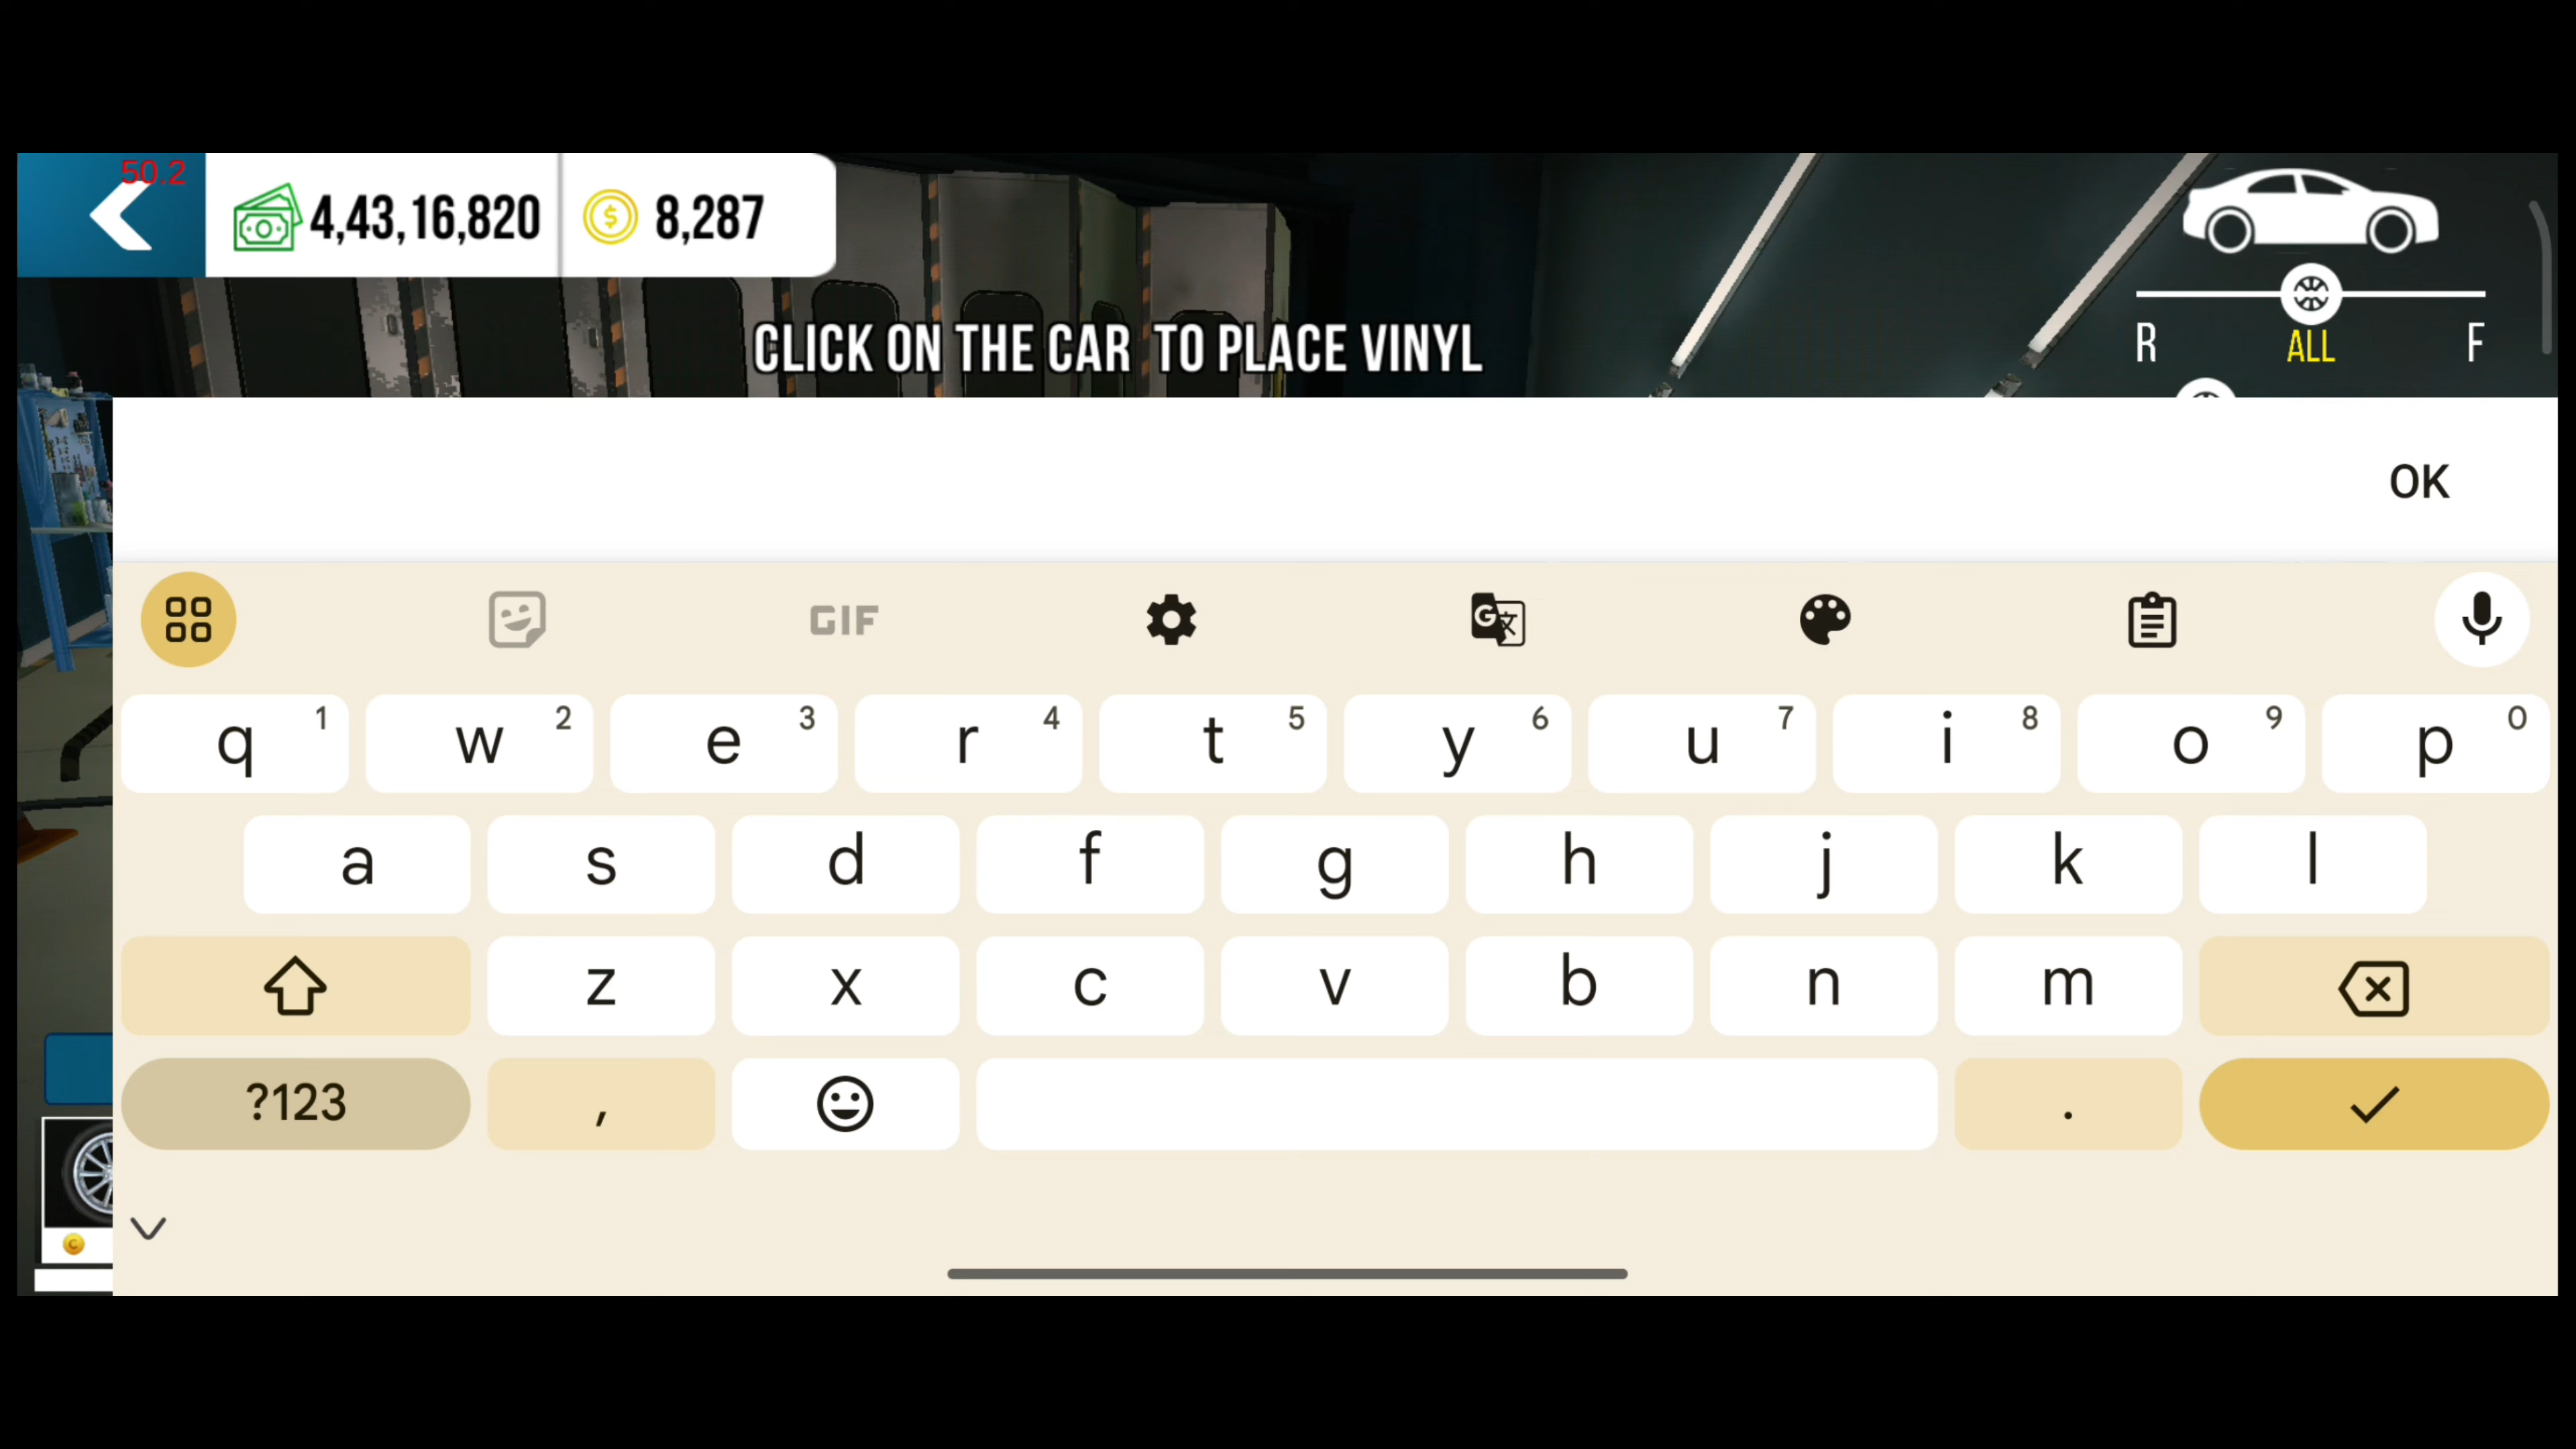 50.2
4,43,16,820 8,287
CLICK ON THE CAR TO PLACE VINYL
R ALL F
OK
GIF
q 1 w 2 e 3 r 4 t 5 y 6 u 7 i 8 o 9 p 0
a s d f g h j k l
z x c v b n m
?123 , .